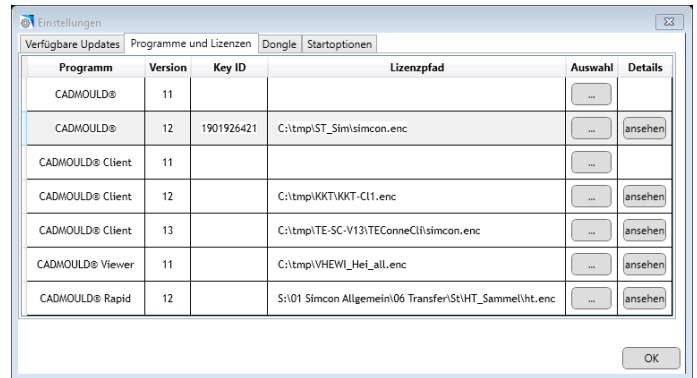 Einstellungen
Verfügbare Updates Programme und Lizenzen Dongle Startoptionen
Programm Version Key ID Lizenzpfad Auswahl Details
CADMOULD® 11 ...
CADMOULD® 12 1901926421 C:\tmp\ST_Sim\simcon.enc ... ansehen
CADMOULD® Client 11 ...
CADMOULD® Client 12 C:\tmp\KKT\KKT-Cl1.enc ... ansehen
CADMOULD® Client 13 C:\tmp\TE-SC-V13\TEConneCli\simcon.enc ... ansehen
CADMOULD® Viewer 11 C:\tmp\VHEWI_Hei_all.enc ... ansehen
CADMOULD® Rapid 12 S:\01 Simcon Allgemein\06 Transfer\St\HT_Sammel\ht.enc ... ansehen
OK